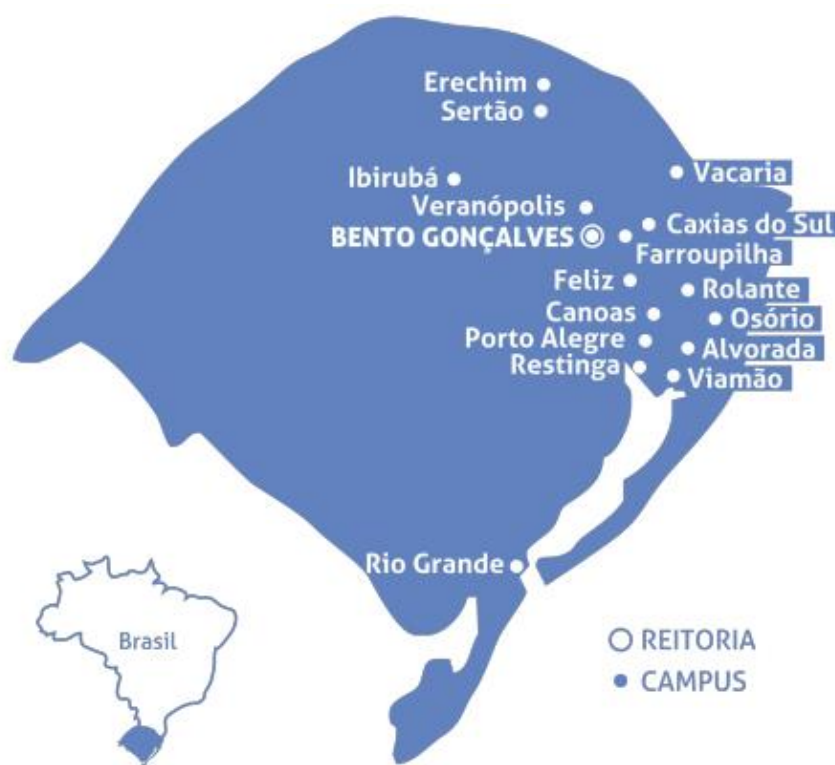 Erechim
Sertão
Vacaria
Ibirubá
Veranópolis
Caxias do Sul
BENTO GONÇALVES
Farroupilha
Feliz
Rolante
Canoas
Osório
Porto Alegre
Alvorada
Restinga
Viamão
Rio Grande
Brasil
REITORIA
CAMPUS